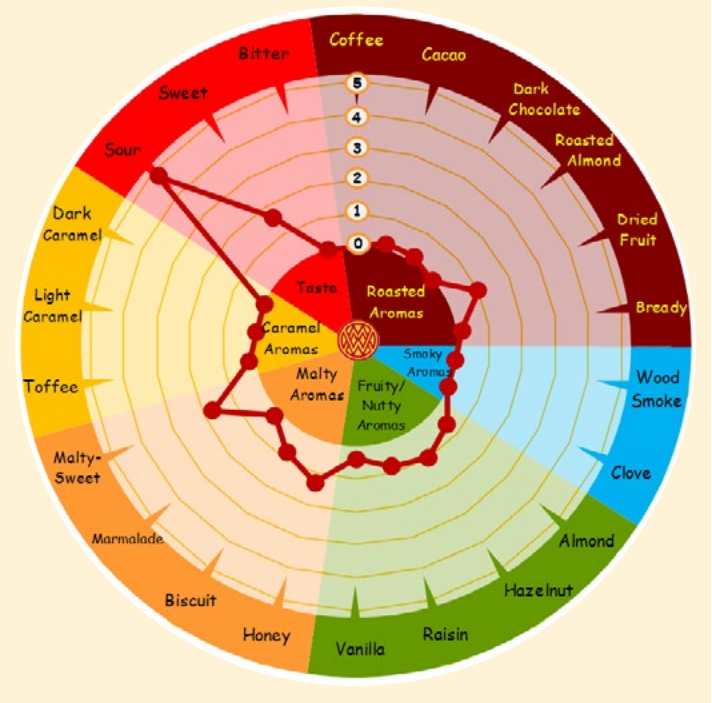 Coffee
Cacao
Dark
Chocolate
Roasted
Almond
Dried
Fruit
Bready
Wood
Smoke
Clove
Almond
Hazelnut
Raisin
Vanilla
Honey
Biscuit
Marmalade
Malty-
Sweet
Toffee
Light
Caramel
Dark
Caramel
Sour
Sweet
Bitter
5
4
3
2
1
0
Taste
Roasted
Aromas
Caramel
Aromas
Smoky
Aromas
Malty
Aromas
Fruity/
Nutty
Aromas